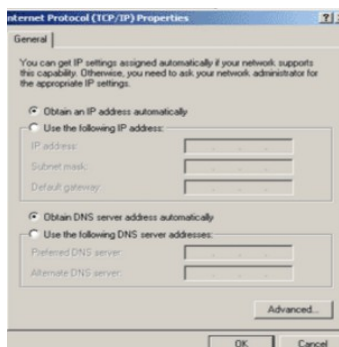 nternet Protocol (TCP/IP) Properties
General
You can get IP settings assigned automatically if your network supports
this capability. Otherwise, you need to ask your network administrator for
the appropriate IP settings.
Obtain an IP address automatically
Use the following IP address:
IP address:
Subnet mask:
Default gateway:
Obtain DNS server address automatically
Use the following DNS server addresses:
Preferred DNS server:
Alternate DNS server:
Advanced...
OK Cancel